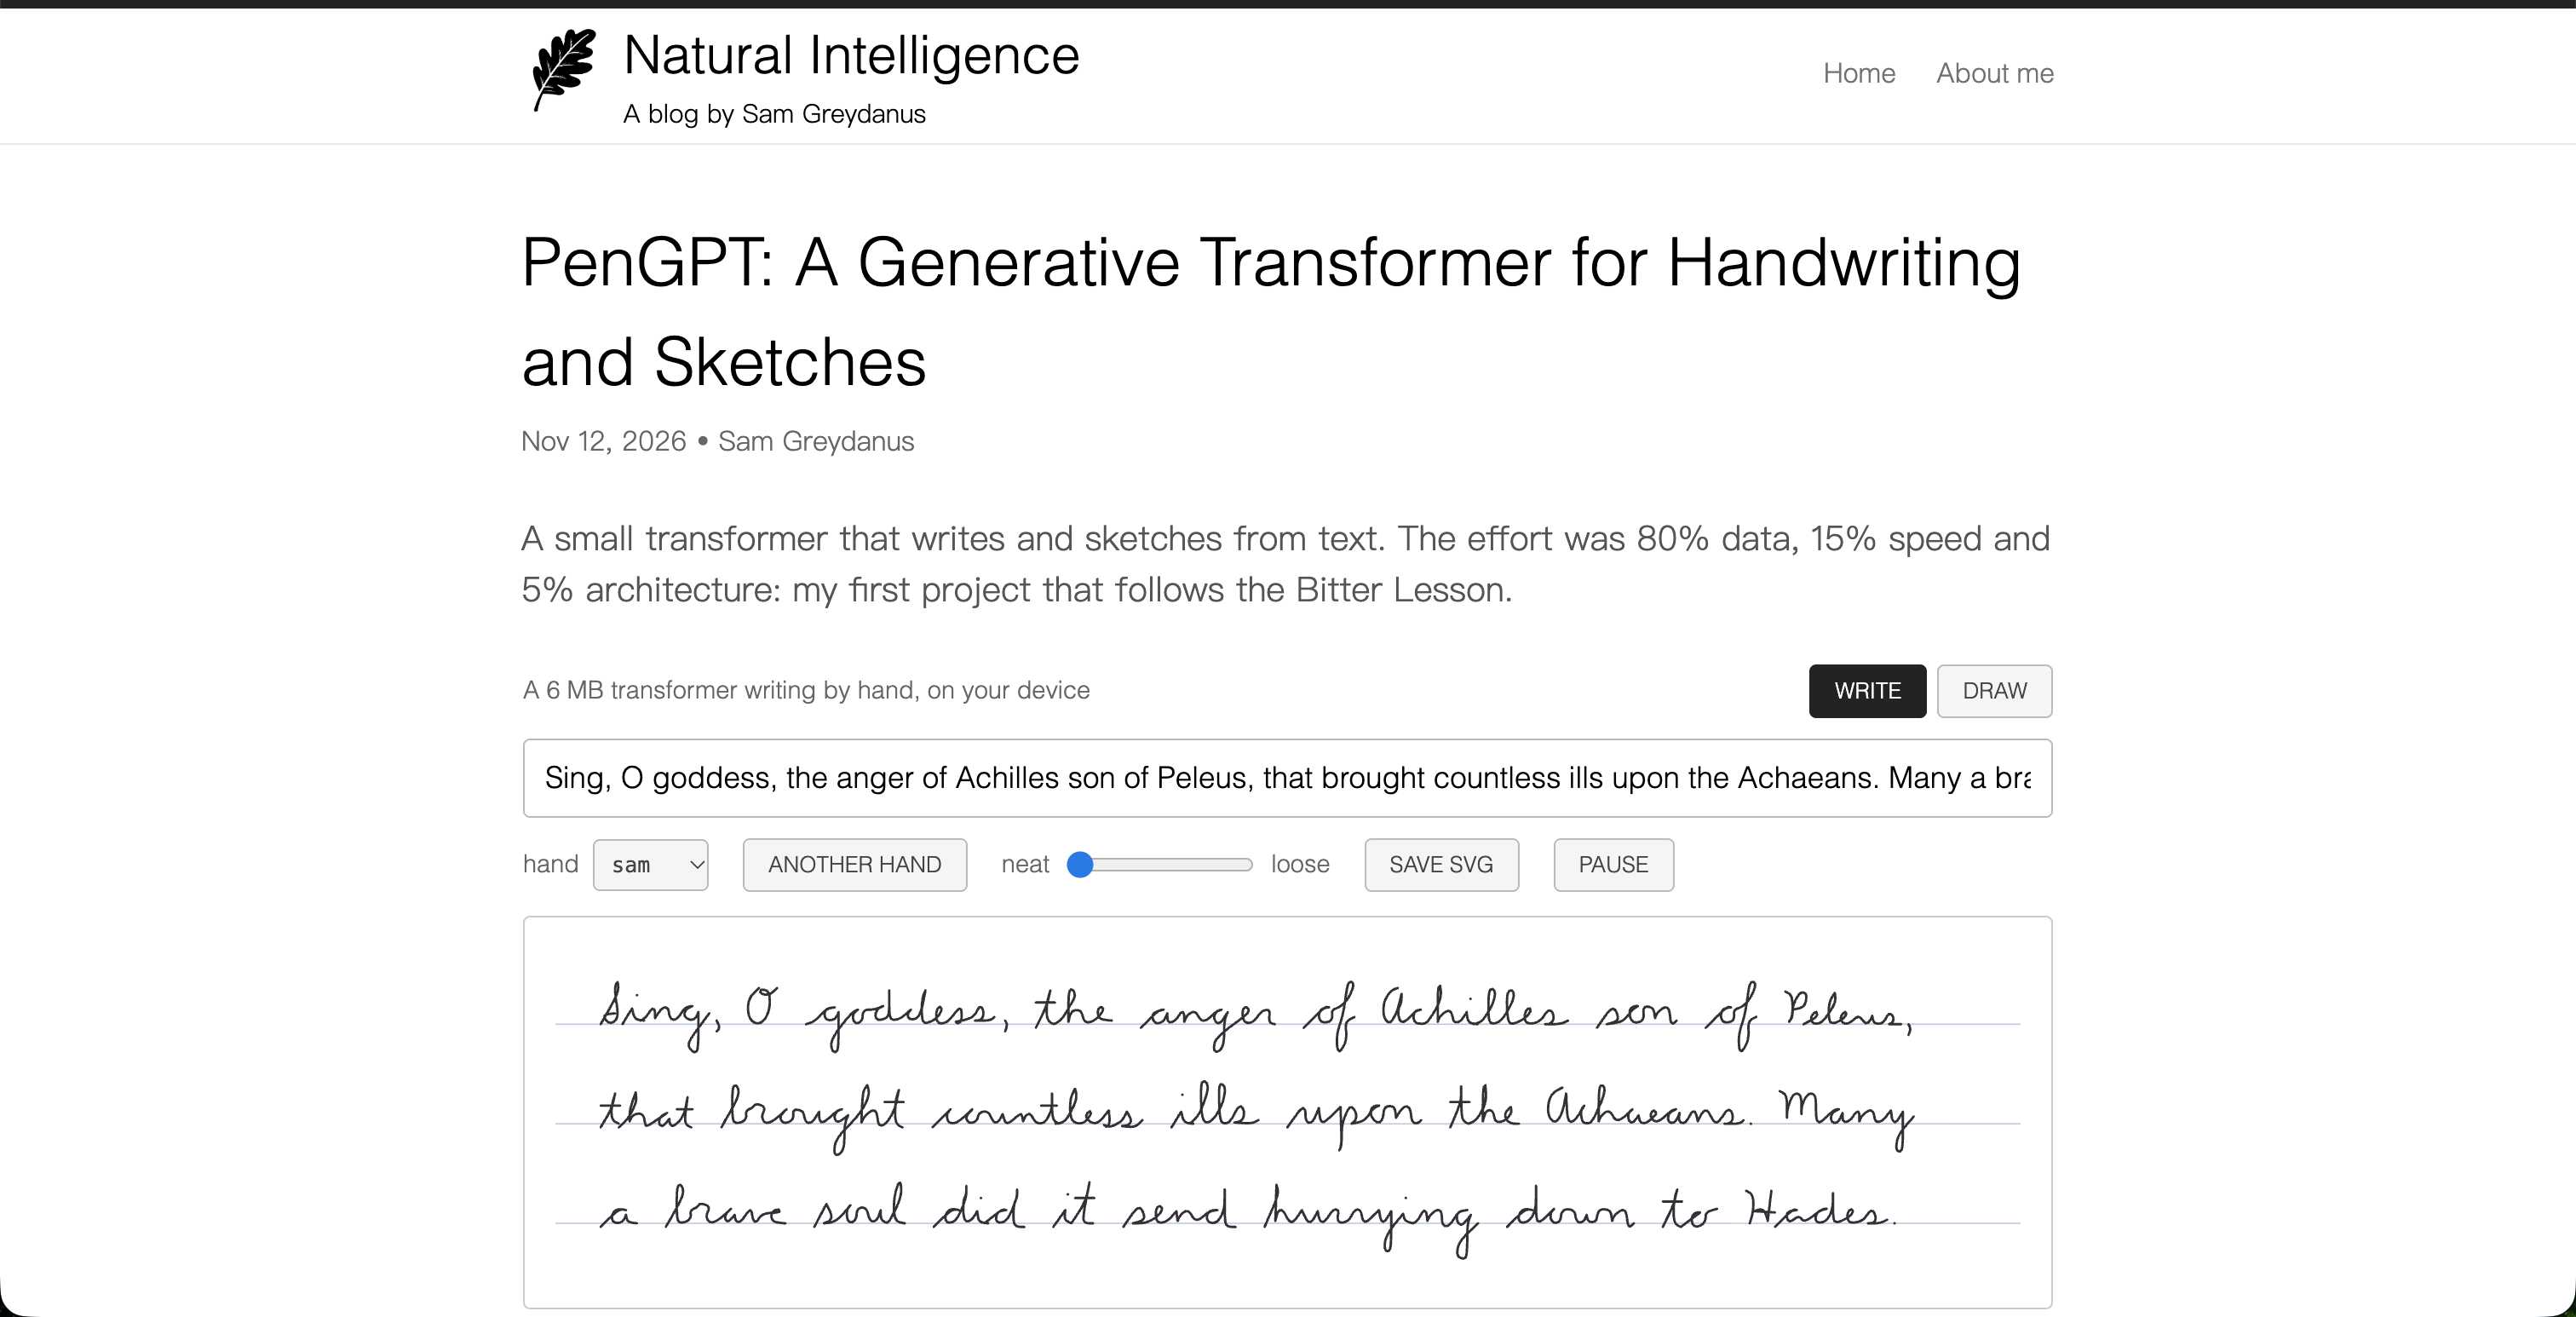 Natural Intelligence
A blog by Sam Greydanus
Home About me
PenGPT: A Generative Transformer for Handwriting
and Sketches
Nov 12, 2026 • Sam Greydanus
A small transformer that writes and sketches from text. The effort was 80% data, 15% speed and
5% architecture: my first project that follows the Bitter Lesson.
A 6 MB transformer writing by hand, on your device
WRITE DRAW
Sing, O goddess, the anger of Achilles son of Peleus, that brought countless ills upon the Achaeans. Many a bra
hand sam ANOTHER HAND neat loose SAVE SVG PAUSE
Sing, O goddess, the anger of Achilles son of Peleus,
that brought countless ills upon the Achaeans. Many
a brave soul did it send hurrying down to Hades.